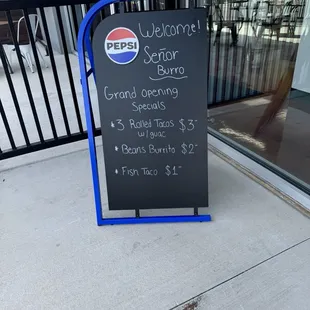 PEPSI
Welcome!
Señor
Burro
Grand opening
Specials
3 Rolled Tacos $3
w/guac
Beans Burrito $2
Fish Taco $1